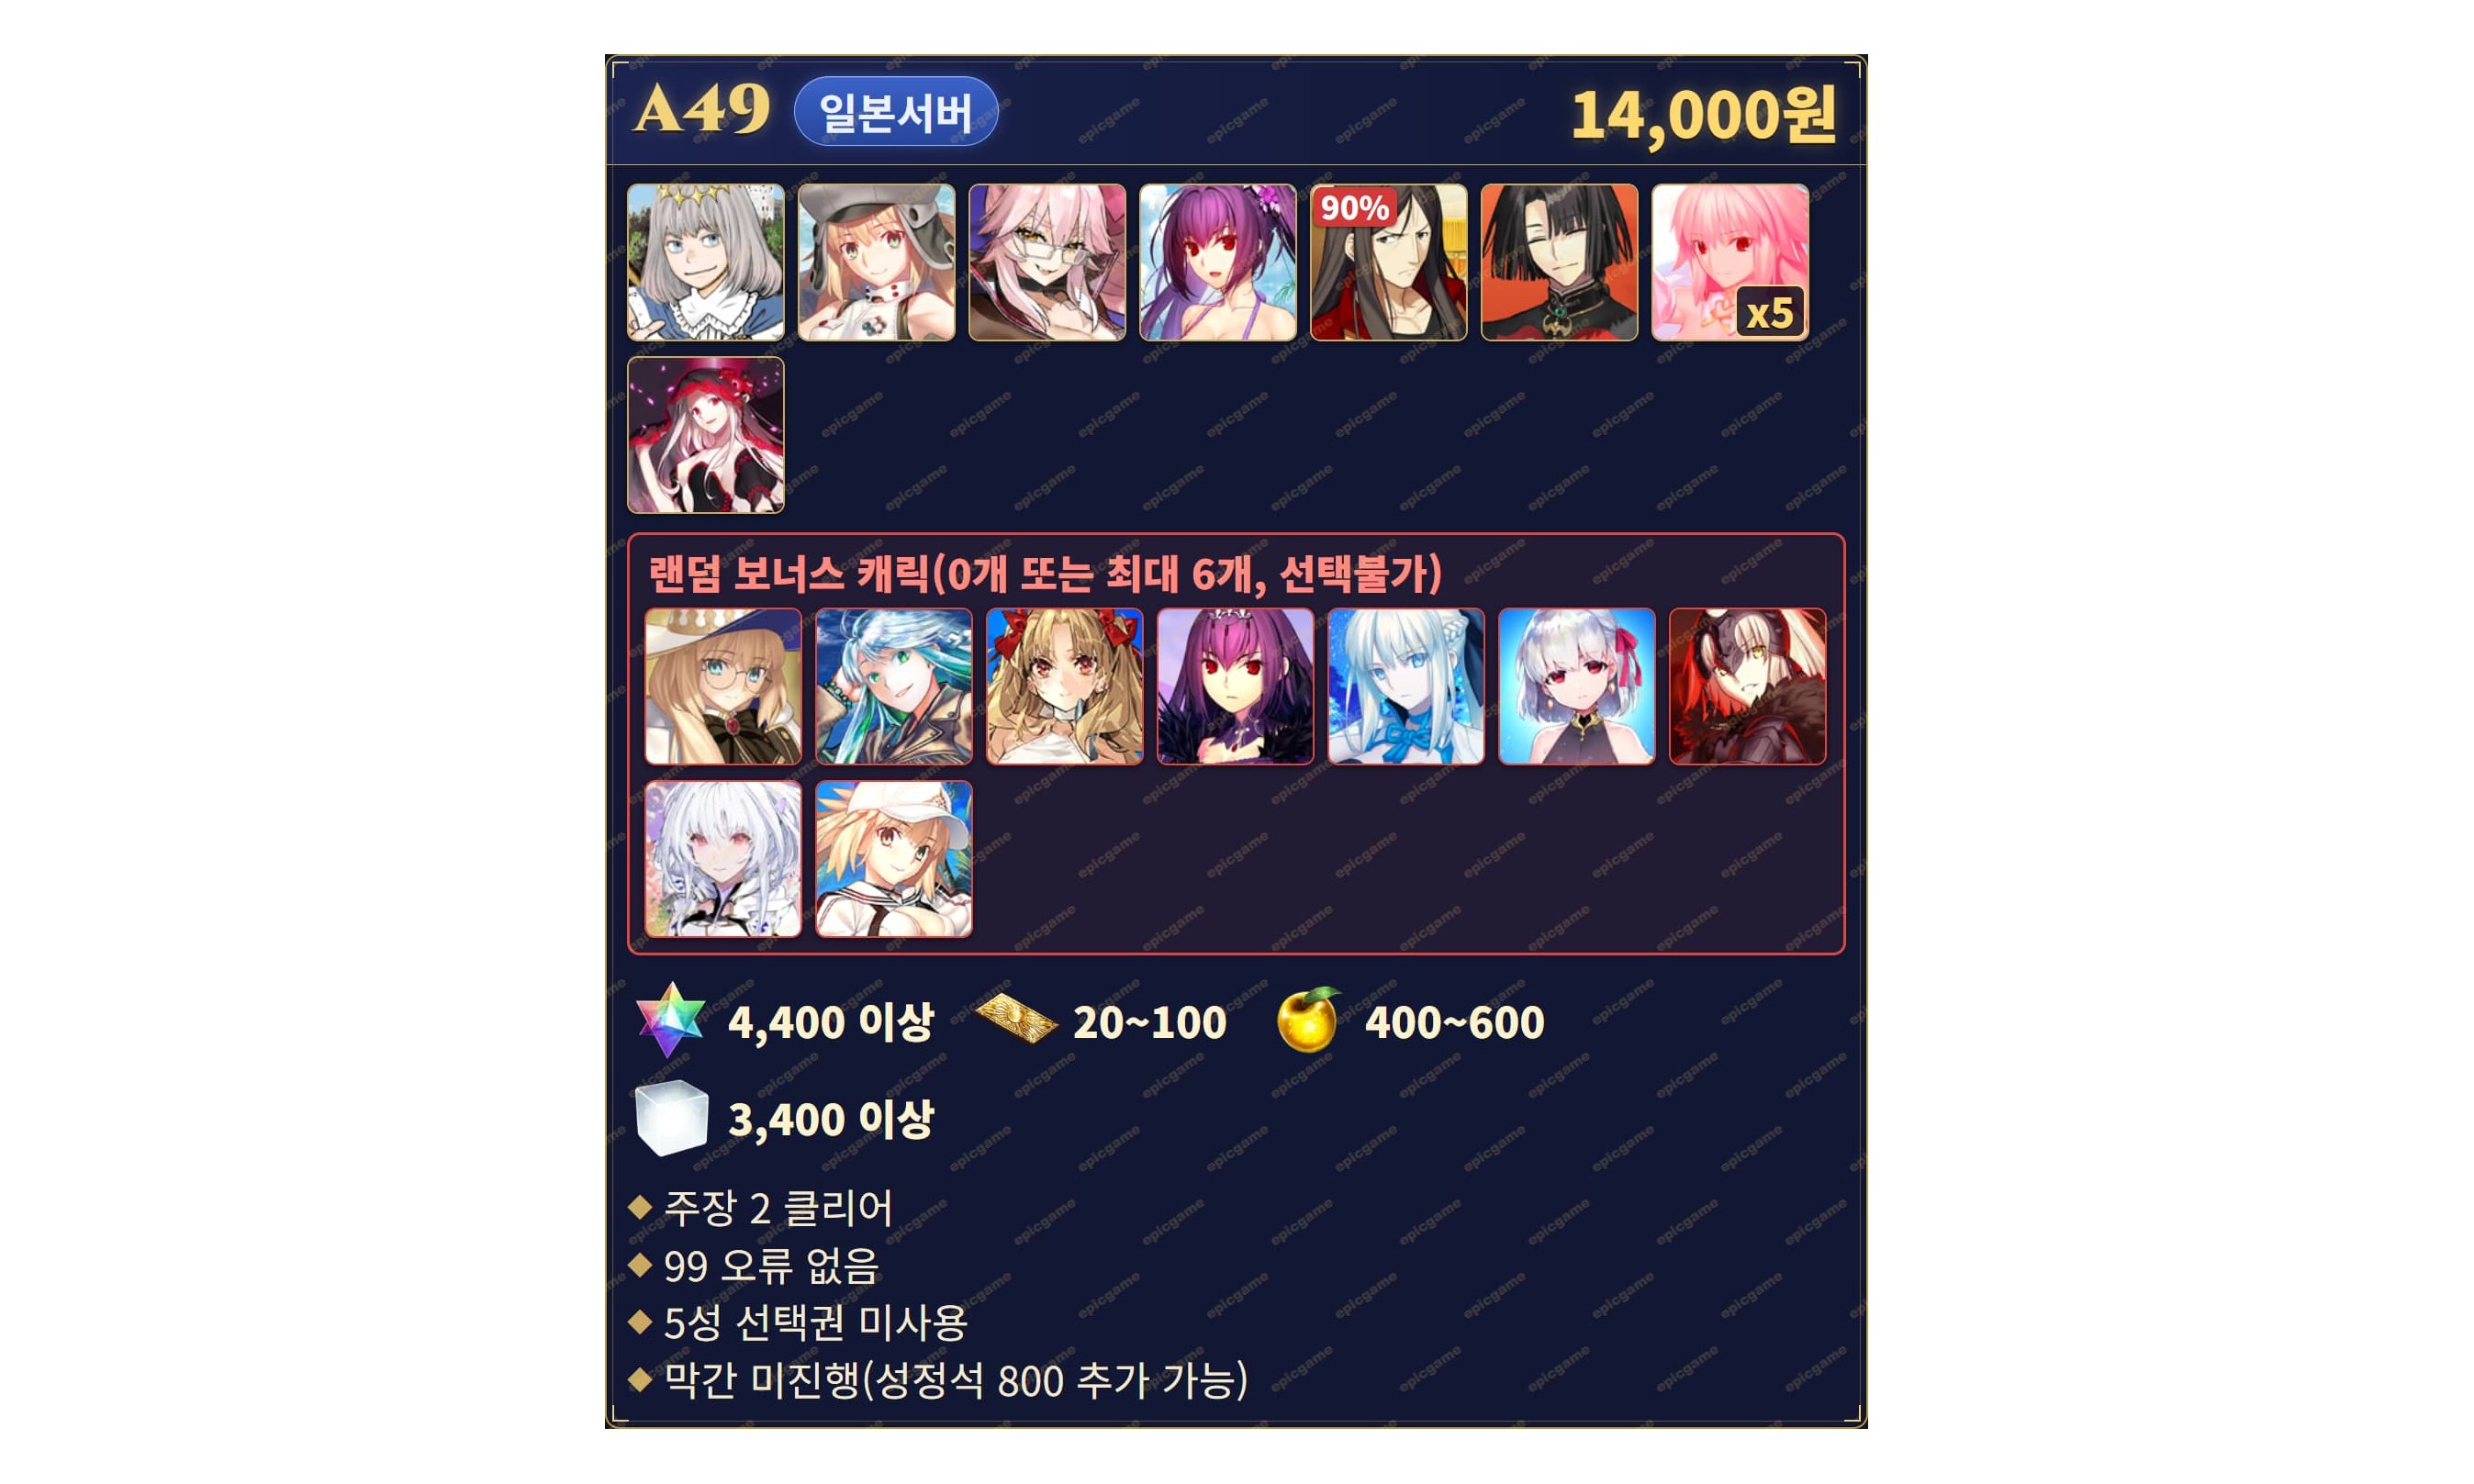 A49 일본서버 14,000원
90%
x5
랜덤 보너스 캐릭(0개 또는 최대 6개, 선택불가)
4,400 이상 20~100 400~600
3,400 이상
주장 2 클리어
99 오류 없음
5성 선택권 미사용
막간 미진행(성정석 800 추가 가능)
epicgame